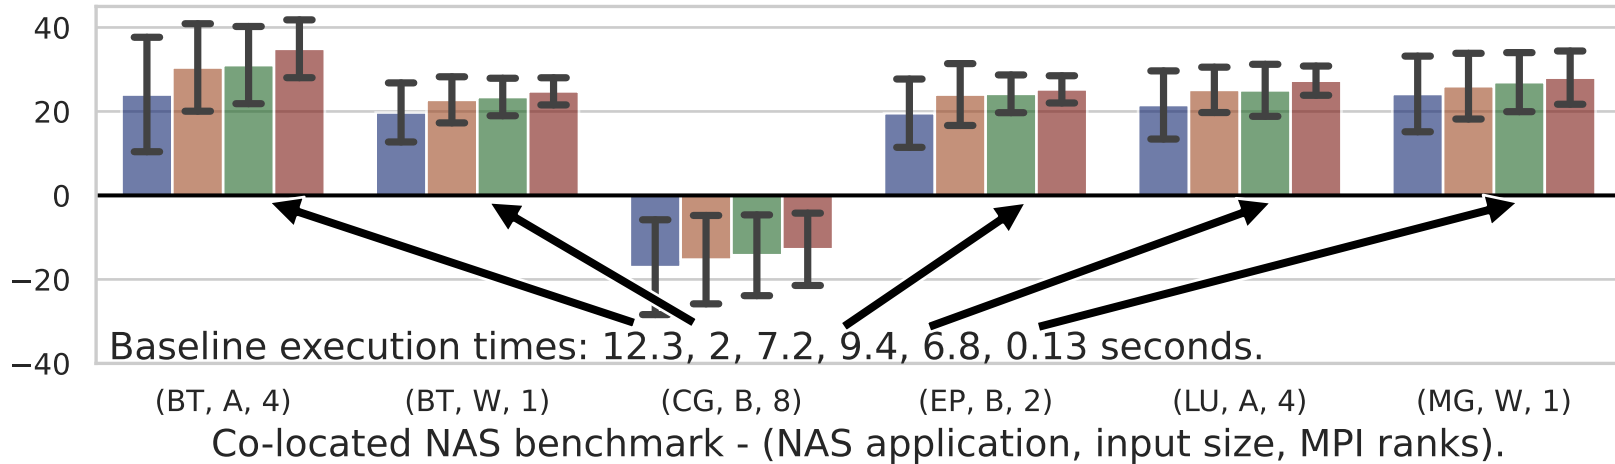 40
20
0
−20
−40
Baseline execution times: 12.3, 2, 7.2, 9.4, 6.8, 0.13 seconds.
(BT, A, 4) (BT, W, 1) (CG, B, 8) (EP, B, 2) (LU, A, 4) (MG, W, 1)
Co-located NAS benchmark - (NAS application, input size, MPI ranks).